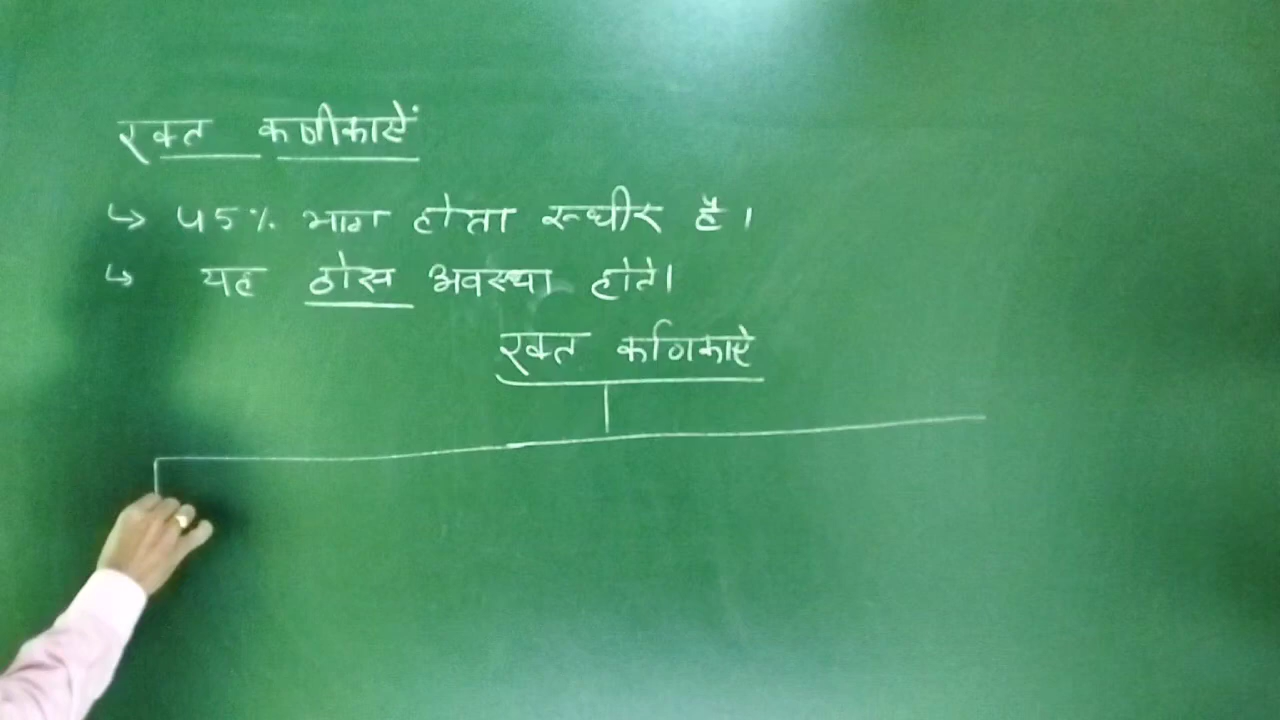 रक्त कणीकाऐं
↳ 45% भाग होता रूधीर है।
↳ यह ठोस अवस्था होते।
रक्त कणिकाऐ